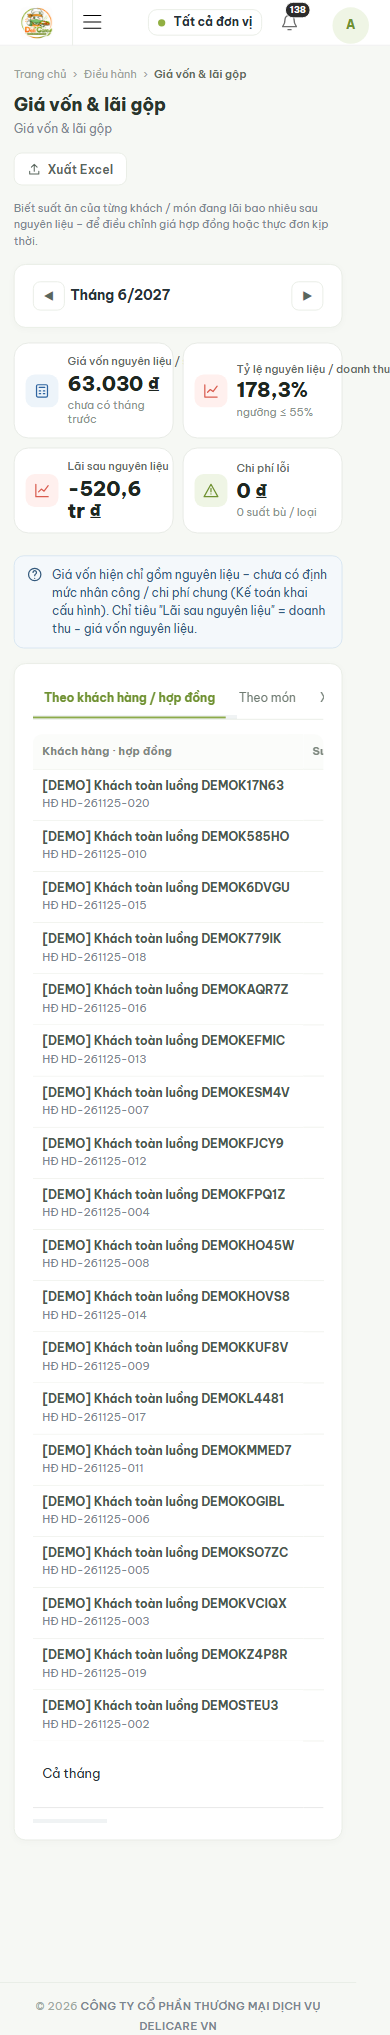 Tất cả đơn vị
138
A
Trang chủ › Điều hành › Giá vốn & lãi gộp
Giá vốn & lãi gộp
Giá vốn & lãi gộp
Xuất Excel
Biết suất ăn của từng khách / món đang lãi bao nhiêu sau
nguyên liệu – để điều chỉnh giá hợp đồng hoặc thực đơn kịp
thời.
◀ Tháng 6/2027 ▶
Giá vốn nguyên liệu /
63.030 đ
chưa có tháng
trước
Tỷ lệ nguyên liệu / doanh thu
178,3%
ngưỡng ≤ 55%
Lãi sau nguyên liệu
-520,6
tr đ
Chi phí lỗi
0 đ
0 suất bù / loại
Giá vốn hiện chỉ gồm nguyên liệu – chưa có định
mức nhân công / chi phí chung (Kế toán khai
cấu hình). Chỉ tiêu "Lãi sau nguyên liệu" = doanh
thu – giá vốn nguyên liệu.
Theo khách hàng / hợp đồng Theo món
Khách hàng · hợp đồng
[DEMO] Khách toàn luồng DEMOK17N63
HĐ HD-261125-020
[DEMO] Khách toàn luồng DEMOK585HO
HĐ HD-261125-010
[DEMO] Khách toàn luồng DEMOK6DVGU
HĐ HD-261125-015
[DEMO] Khách toàn luồng DEMOK779IK
HĐ HD-261125-018
[DEMO] Khách toàn luồng DEMOKAQR7Z
HĐ HD-261125-016
[DEMO] Khách toàn luồng DEMOKEFMIC
HĐ HD-261125-013
[DEMO] Khách toàn luồng DEMOKESM4V
HĐ HD-261125-007
[DEMO] Khách toàn luồng DEMOKFJCY9
HĐ HD-261125-012
[DEMO] Khách toàn luồng DEMOKFPQ1Z
HĐ HD-261125-004
[DEMO] Khách toàn luồng DEMOKHO45W
HĐ HD-261125-008
[DEMO] Khách toàn luồng DEMOKHOVS8
HĐ HD-261125-014
[DEMO] Khách toàn luồng DEMOKKUF8V
HĐ HD-261125-009
[DEMO] Khách toàn luồng DEMOKL4481
HĐ HD-261125-017
[DEMO] Khách toàn luồng DEMOKMMED7
HĐ HD-261125-011
[DEMO] Khách toàn luồng DEMOKOGIBL
HĐ HD-261125-006
[DEMO] Khách toàn luồng DEMOKSO7ZC
HĐ HD-261125-005
[DEMO] Khách toàn luồng DEMOKVCIQX
HĐ HD-261125-003
[DEMO] Khách toàn luồng DEMOKZ4P8R
HĐ HD-261125-019
[DEMO] Khách toàn luồng DEMOSTEU3
HĐ HD-261125-002
Cả tháng
© 2026 CÔNG TY CỔ PHẦN THƯƠNG MẠI DỊCH VỤ
DELICARE VN